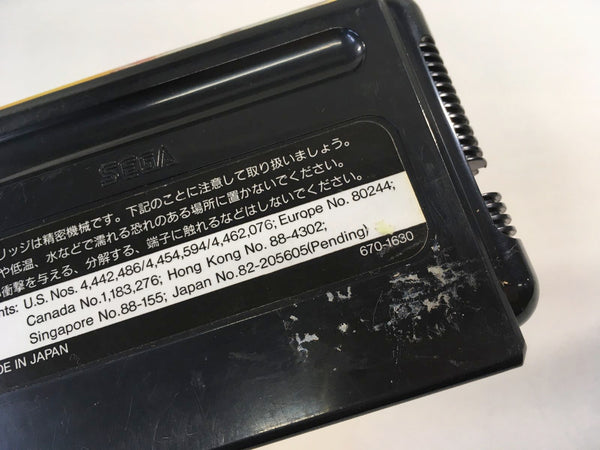 SEGA
ッジは精密機械です。下記のことに注意して取り扱いましょう。
や低温、水などで濡れる恐れのある場所に置かないでください。
衝撃を与える、分解する、端子に触れるなどはしないでください。
nts: U.S. Nos. 4,442,486/4,454,594/4,462,076; Europe No. 80244;
Canada No.1,183,276; Hong Kong No. 88-4302;
Singapore No.88-155; Japan No.82-205605(Pending)
670-1630
DE IN JAPAN